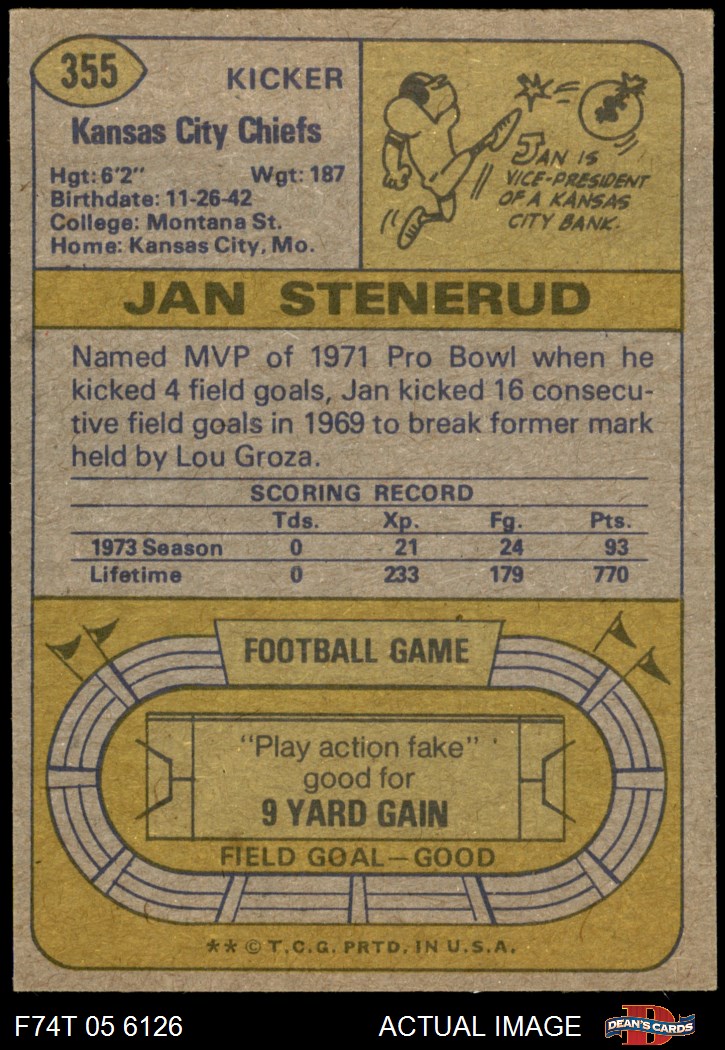 355
KICKER
Kansas City Chiefs
Hgt: 6'2" Wgt: 187
Birthdate: 11-26-42
College: Montana St.
Home: Kansas City, Mo.
JAN IS
VICE-PRESIDENT
OF A KANSAS
CITY BANK.
JAN STENERUD
Named MVP of 1971 Pro Bowl when he
kicked 4 field goals, Jan kicked 16 consecu-
tive field goals in 1969 to break former mark
held by Lou Groza.
SCORING RECORD
Tds. Xp. Fg. Pts.
1973 Season 0 21 24 93
Lifetime 0 233 179 770
FOOTBALL GAME
"Play action fake"
good for
9 YARD GAIN
FIELD GOAL—GOOD
** © T.C.G. PRTD. IN U.S.A.
F74T 05 6126 ACTUAL IMAGE
D
DEAN'S CARDS